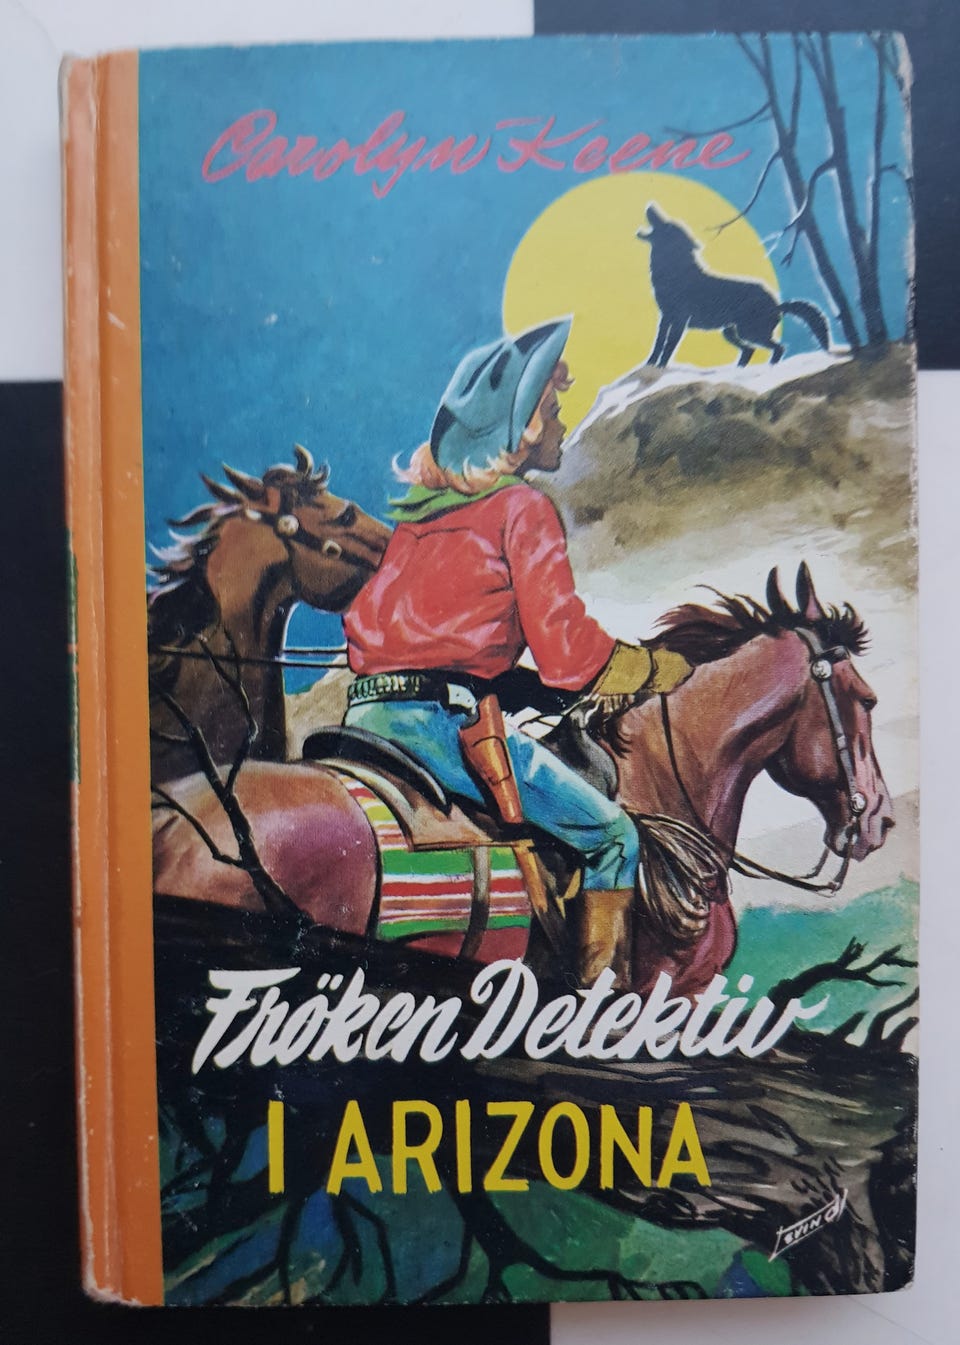 Carolyn Keene
Fröken Detektiv
I ARIZONA